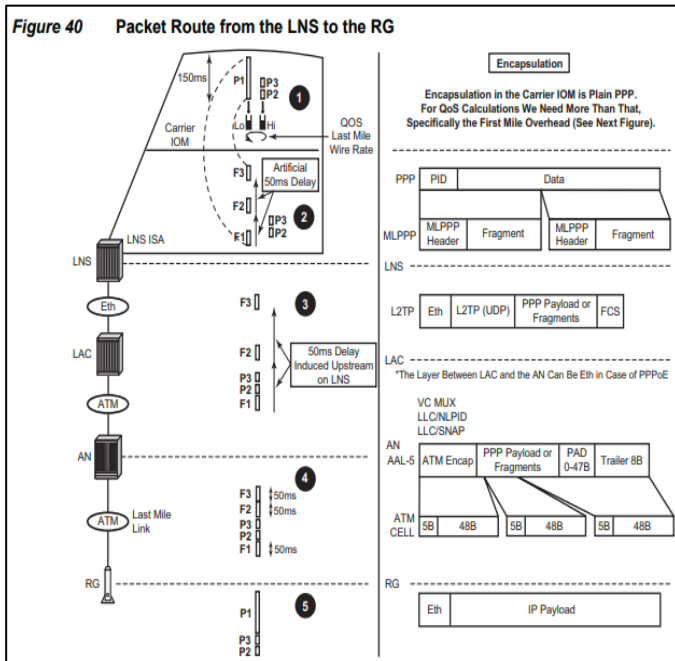 Figure 40 Packet Route from the LNS to the RG
150ms
P1
P3
P2
1
Lo
Hi
QOS
Last Mile
Wire Rate
Carrier
IOM
F3
Artificial
50ms Delay
F2
2
P3
P2
F1
LNS ISA
LNS
Eth
F3
3
LAC
F2
50ms Delay
Induced Upstream
on LNS
P3
P2
F1
ATM
AN
4
F3
50ms
F2
50ms
P3
P2
F1
50ms
ATM
Last Mile
Link
RG
5
P1
P3
P2
Encapsulation
Encapsulation in the Carrier IOM is Plain PPP.
For QoS Calculations We Need More Than That,
Specifically the First Mile Overhead (See Next Figure).
PPP PID Data
MLPPP MLPPP Header Fragment MLPPP Header Fragment
LNS
L2TP Eth L2TP (UDP) PPP Payload or Fragments FCS
LAC
*The Layer Between LAC and the AN Can Be Eth in Case of PPPoE
VC MUX
LLC/NLPID
LLC/SNAP
AN
AAL-5 ATM Encap PPP Payload or Fragments PAD 0-47B Trailer 8B
ATM CELL 5B 48B 5B 48B 5B 48B
RG
Eth IP Payload